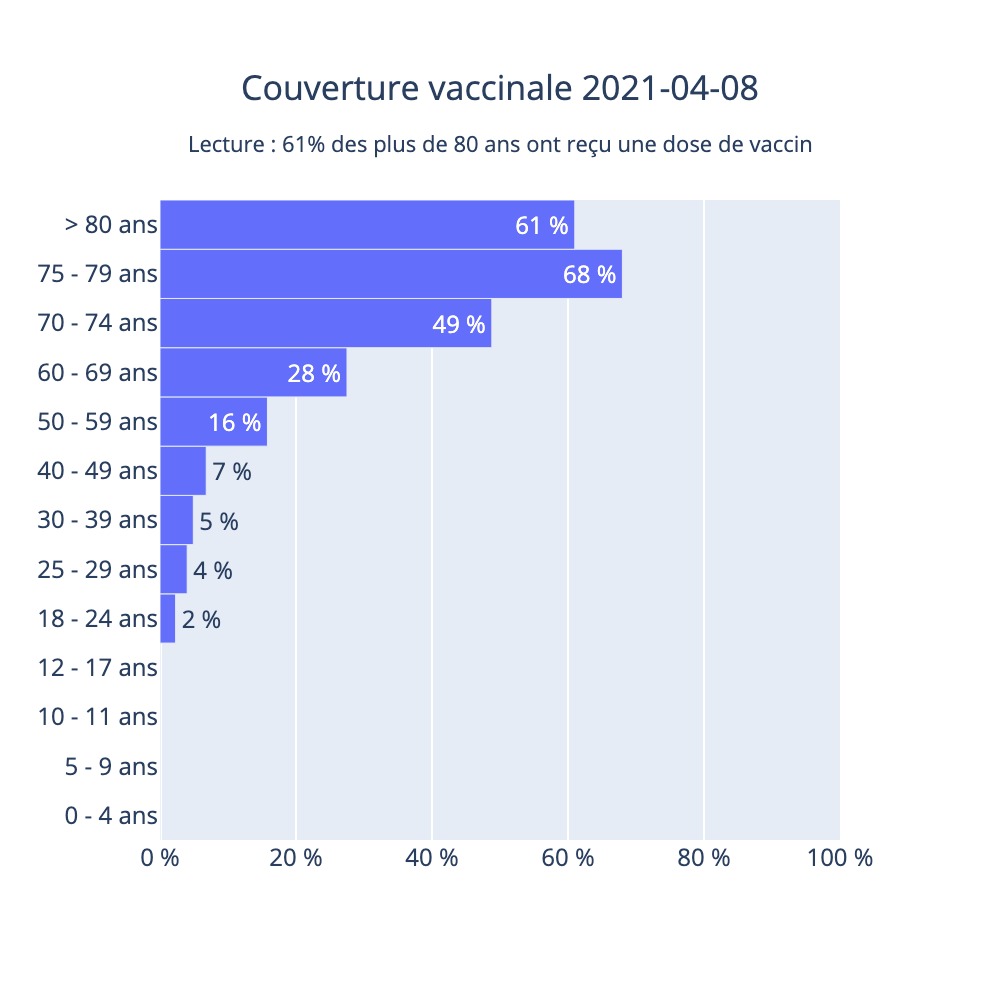 Couverture vaccinale 2021-04-08
Lecture : 61% des plus de 80 ans ont reçu une dose de vaccin
> 80 ans 61 %
75 - 79 ans 68 %
70 - 74 ans 49 %
60 - 69 ans 28 %
50 - 59 ans 16 %
40 - 49 ans 7 %
30 - 39 ans 5 %
25 - 29 ans 4 %
18 - 24 ans 2 %
12 - 17 ans
10 - 11 ans
5 - 9 ans
0 - 4 ans
0 % 20 % 40 % 60 % 80 % 100 %